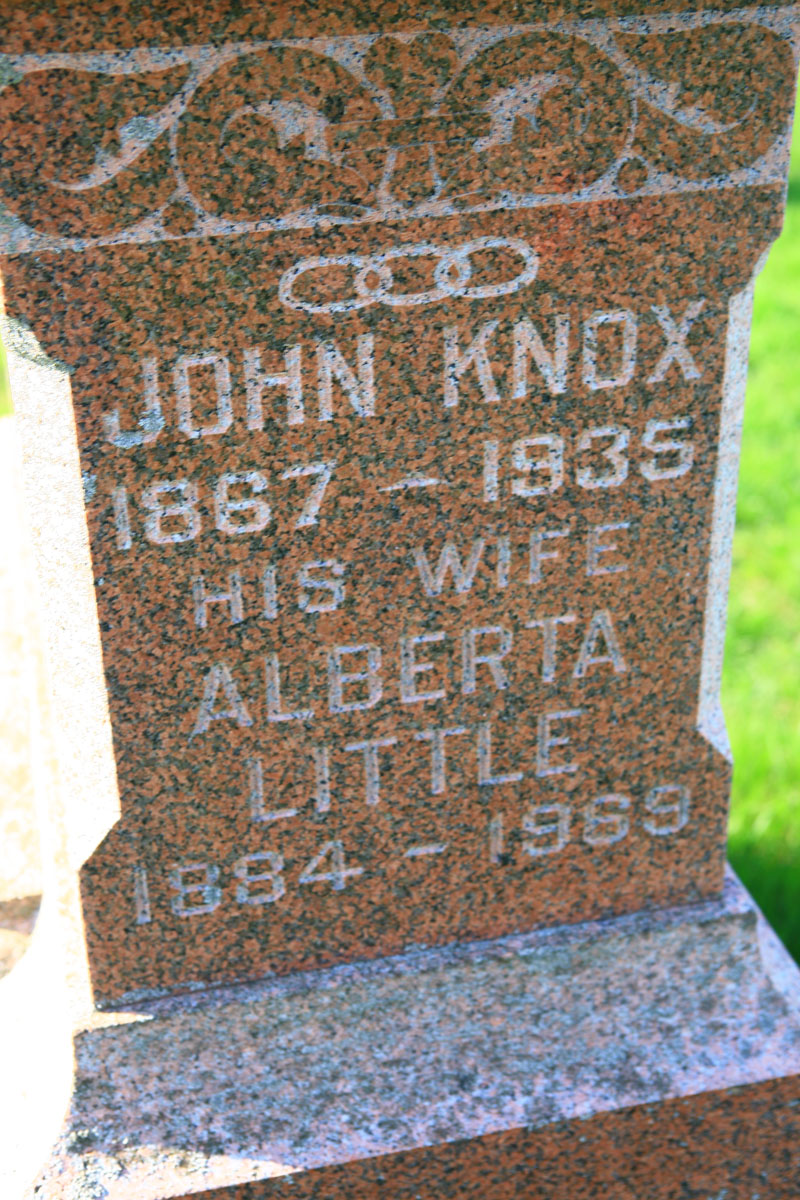 JOHN KNOX
1867 – 1935
HIS WIFE
ALBERTA
LITTLE
1884 – 1969